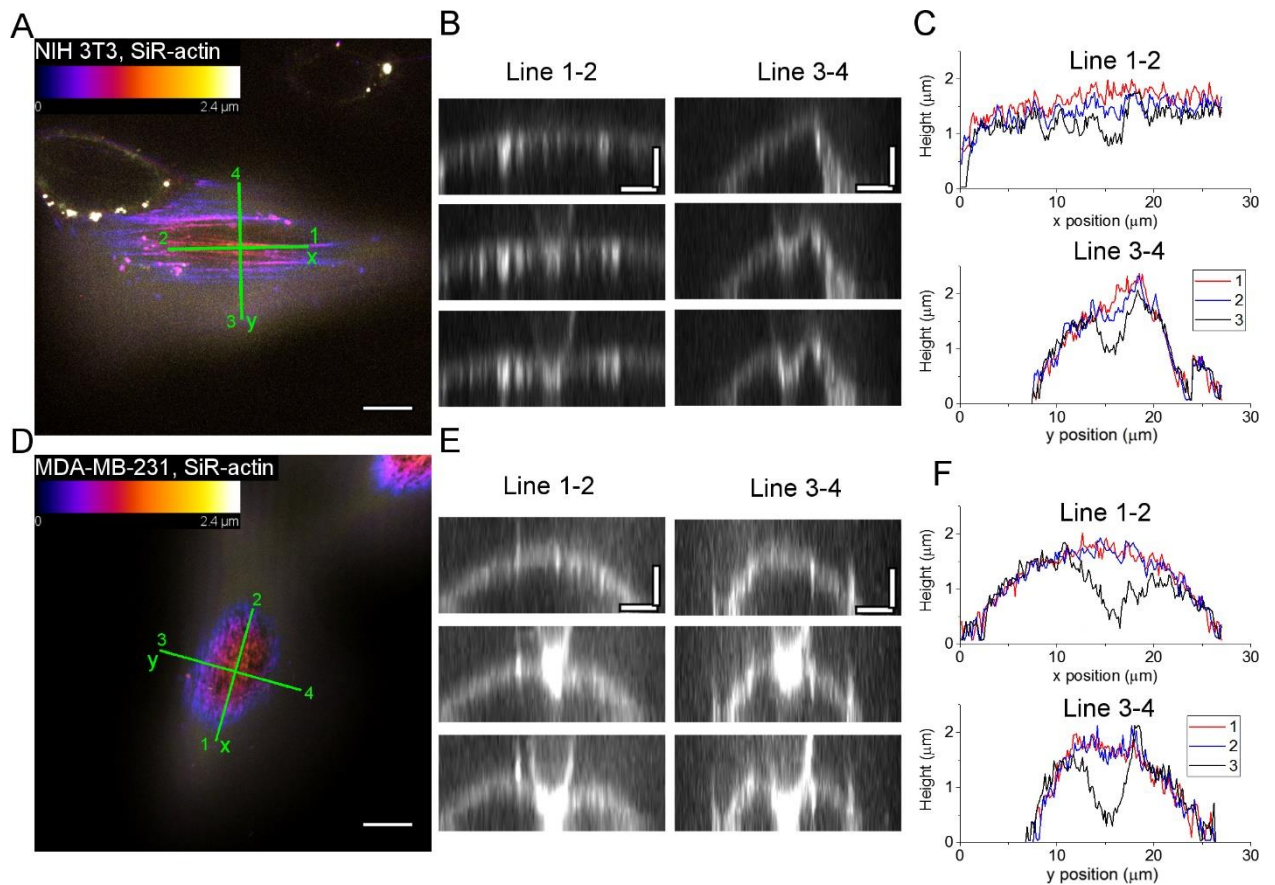 A
NIH 3T3, SiR-actin
0
2.4 µm
4
2
1
x
3
y
B
Line 1-2
Line 3-4
C
Line 1-2
Height (µm)
2
1
0
0
10
20
30
x position (µm)
Line 3-4
Height (µm)
2
1
0
1
2
3
0
10
20
30
y position (µm)
D
MDA-MB-231, SiR-actin
0
2.4 µm
2
3
y
4
1
x
E
Line 1-2
Line 3-4
F
Line 1-2
Height (µm)
2
1
0
0
10
20
30
x position (µm)
Line 3-4
Height (µm)
2
1
0
1
2
3
0
10
20
30
y position (µm)